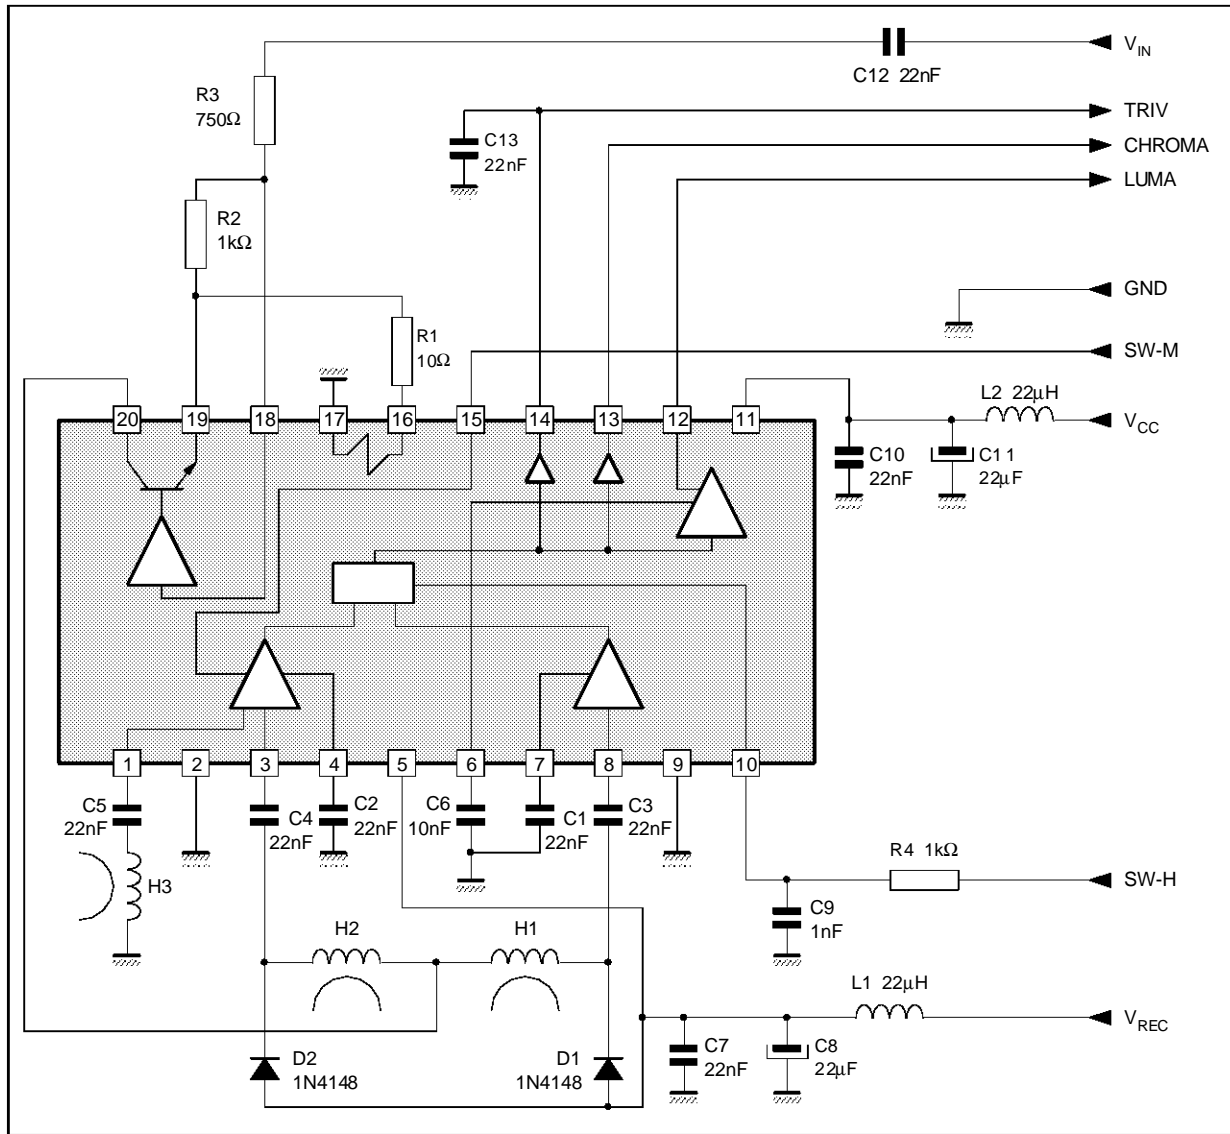 V_IN
C12 22nF
R3
750Ω
TRIV
C13
22nF
CHROMA
LUMA
R2
1kΩ
GND
R1
10Ω
SW-M
L2 22µH
V_CC
20 19 18 17 16 15 14 13 12 11
C10
22nF
C11
22µF
1 2 3 4 5 6 7 8 9 10
C5
22nF
C4
22nF
C2
22nF
C6
10nF
C1
22nF
C3
22nF
R4 1kΩ
SW-H
H3
C9
1nF
H2
H1
L1 22µH
V_REC
D2
1N4148
D1
1N4148
C7
22nF
C8
22µF